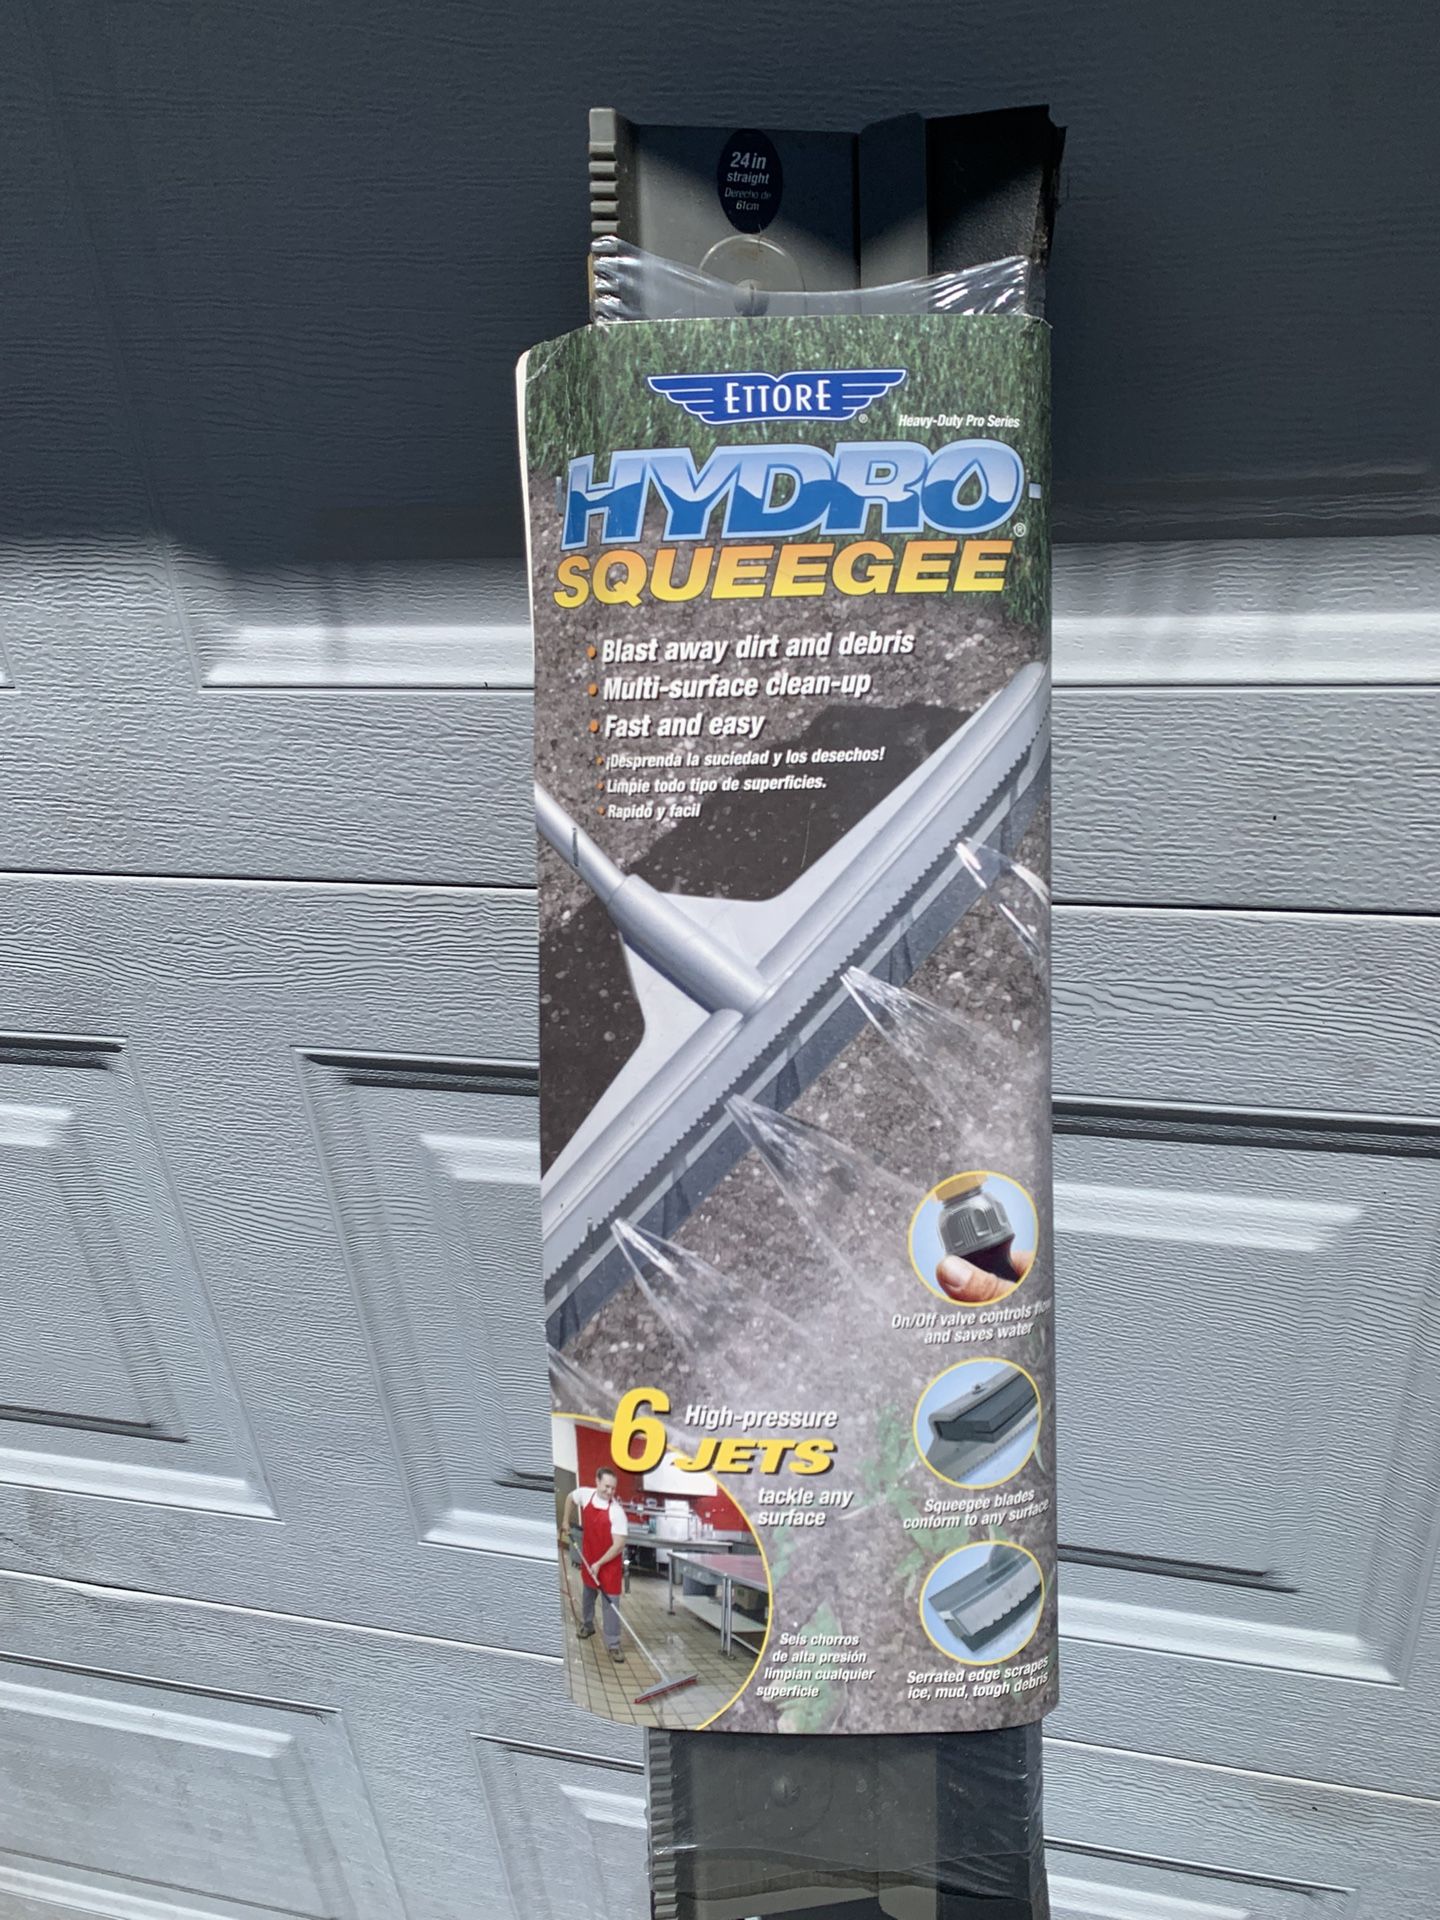 24in
straight
Derecho de
61cm
ETTORE®
Heavy-Duty Pro Series
HYDRO-
SQUEEGEE®
• Blast away dirt and debris
• Multi-surface clean-up
• Fast and easy
• ¡Desprenda la suciedad y los desechos!
• Limpie todo tipo de superficies.
• Rapido y facil
On/Off valve controls flow
and saves water
6 High-pressure
JETS
tackle any
surface
Squeegee blades
conform to any surface
Seis chorros
de alta presión
limpian cualquier
superficie
Serrated edge scrapes
ice, mud, tough debris